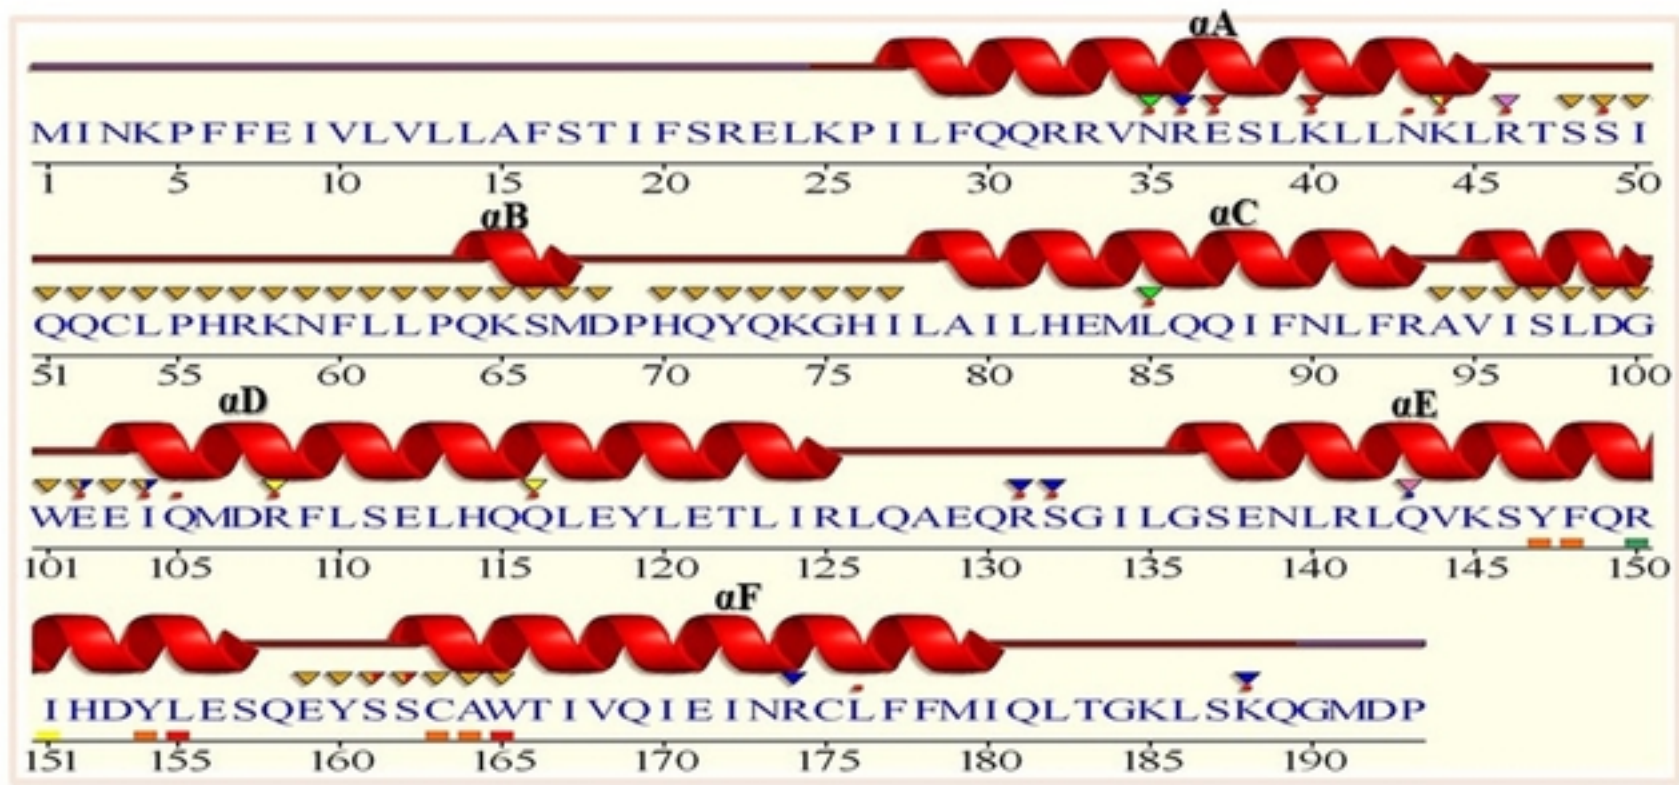 αA
MINKPFFEIVLVLLAFSTIFSRELKPILFQQRRVNRESLKLLNKLRTSSI
1 5 10 15 20 25 30 35 40 45 50
αB αC
QQCLPHRKNFLLPQKSMDPHQYQKGHILAILHEMLQQIFNLFRAVISLDG
51 55 60 65 70 75 80 85 90 95 100
αD αE
WEEIQMDRFLSELHQQLEYLETLIRLQAEQRSGILGSENLRLQVKSYFQR
101 105 110 115 120 125 130 135 140 145 150
αF
IHDYLESQEYSSCAWTIVQIEINRCLFFMIQLTGKLSKQGMDP
151 155 160 165 170 175 180 185 190